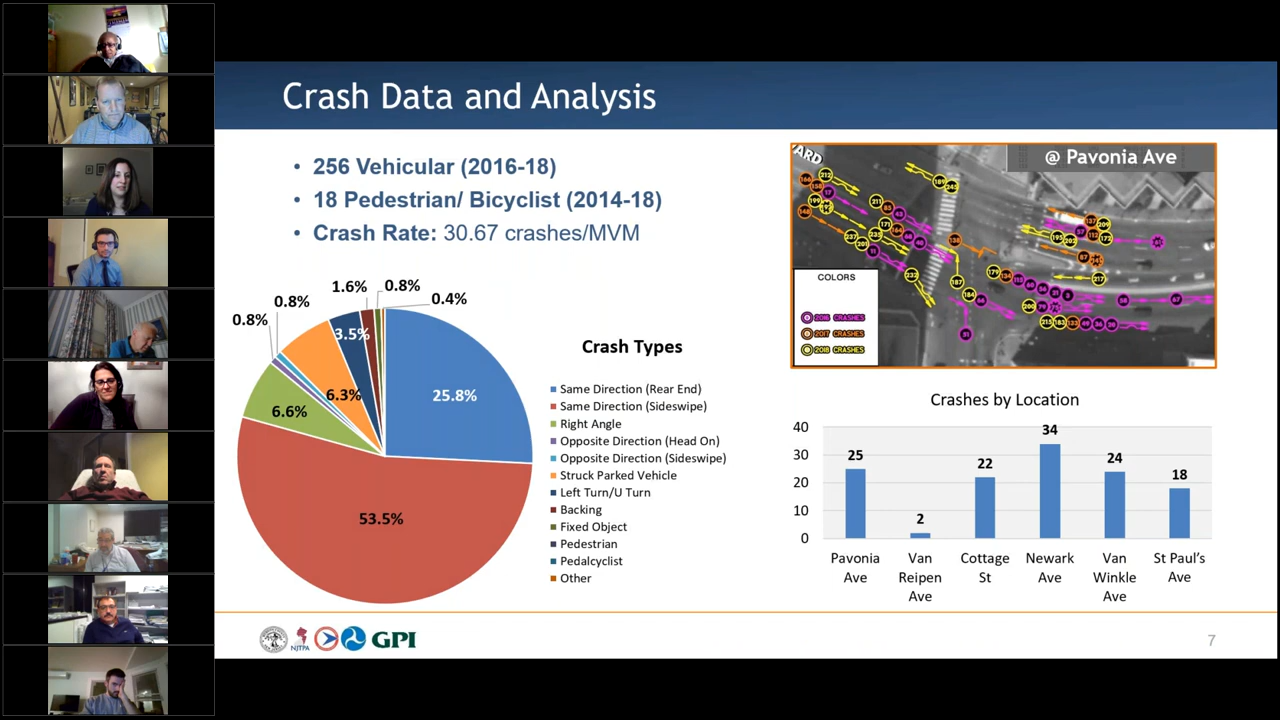 Crash Data and Analysis
• 256 Vehicular (2016-18)
• 18 Pedestrian/ Bicyclist (2014-18)
• Crash Rate: 30.67 crashes/MVM
@ Pavonia Ave
COLORS
2016 CRASHES
2017 CRASHES
2018 CRASHES
0.8%
0.8%
1.6%
0.8%
0.4%
3.5%
6.3%
6.6%
25.8%
53.5%
Crash Types
Same Direction (Rear End)
Same Direction (Sideswipe)
Right Angle
Opposite Direction (Head On)
Opposite Direction (Sideswipe)
Struck Parked Vehicle
Left Turn/U Turn
Backing
Fixed Object
Pedestrian
Pedalcyclist
Other
Crashes by Location
40
30
20
10
0
25
2
22
34
24
18
Pavonia Ave
Van Reipen Ave
Cottage St
Newark Ave
Van Winkle Ave
St Paul's Ave
NJTPA
GPI
7